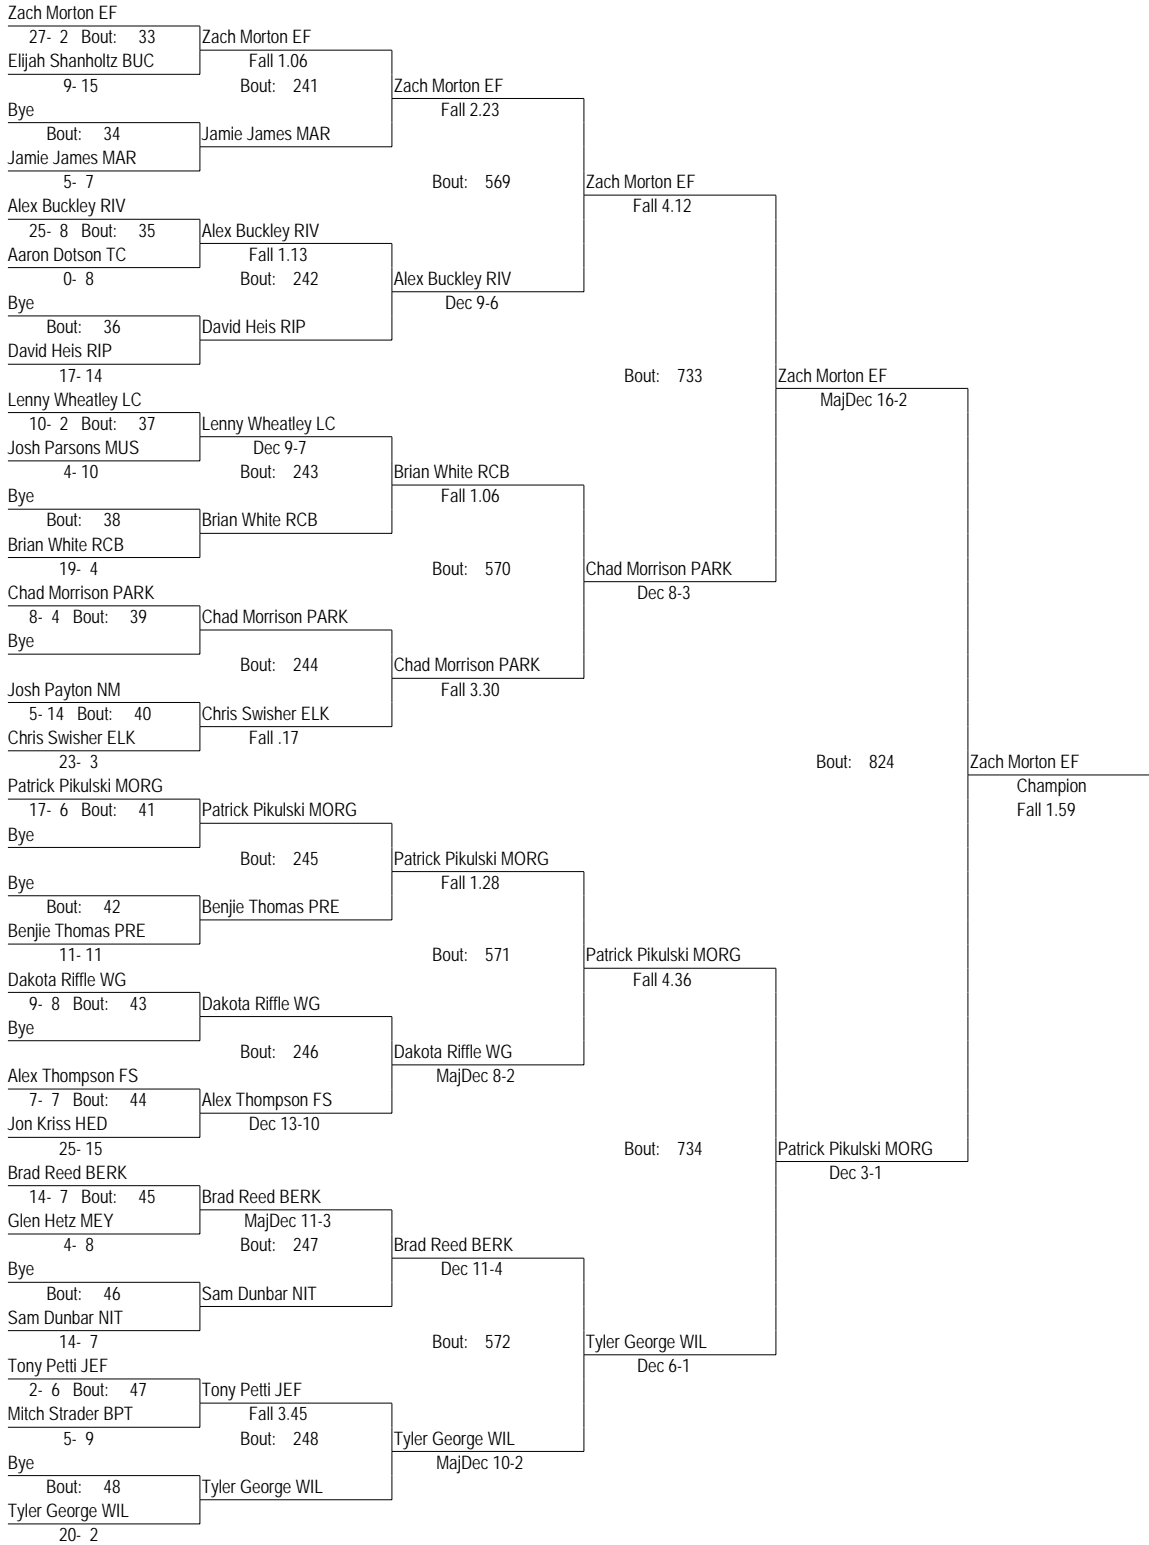 Zach Morton EF
27- 2 Bout: 33 Zach Morton EF
Elijah Shanholtz BUC Fall 1.06
9- 15 Bout: 241 Zach Morton EF
Bye Fall 2.23
Bout: 34 Jamie James MAR
Jamie James MAR
5- 7 Bout: 569 Zach Morton EF
Alex Buckley RIV Fall 4.12
25- 8 Bout: 35 Alex Buckley RIV
Aaron Dotson TC Fall 1.13
0- 8 Bout: 242 Alex Buckley RIV
Bye Dec 9-6
Bout: 36 David Heis RIP
David Heis RIP
17- 14 Bout: 733 Zach Morton EF
Lenny Wheatley LC MajDec 16-2
10- 2 Bout: 37 Lenny Wheatley LC
Josh Parsons MUS Dec 9-7
4- 10 Bout: 243 Brian White RCB
Bye Fall 1.06
Bout: 38 Brian White RCB
Brian White RCB
19- 4 Bout: 570 Chad Morrison PARK
Chad Morrison PARK Dec 8-3
8- 4 Bout: 39 Chad Morrison PARK
Bye
Bout: 244 Chad Morrison PARK
Josh Payton NM Fall 3.30
5- 14 Bout: 40 Chris Swisher ELK
Chris Swisher ELK Fall .17
23- 3 Bout: 824 Zach Morton EF
Patrick Pikulski MORG Champion
17- 6 Bout: 41 Patrick Pikulski MORG Fall 1.59
Bye
Bout: 245 Patrick Pikulski MORG
Bye Fall 1.28
Bout: 42 Benjie Thomas PRE
Benjie Thomas PRE
11- 11 Bout: 571 Patrick Pikulski MORG
Dakota Riffle WG Fall 4.36
9- 8 Bout: 43 Dakota Riffle WG
Bye
Bout: 246 Dakota Riffle WG
Alex Thompson FS MajDec 8-2
7- 7 Bout: 44 Alex Thompson FS
Jon Kriss HED Dec 13-10
25- 15 Bout: 734 Patrick Pikulski MORG
Brad Reed BERK Dec 3-1
14- 7 Bout: 45 Brad Reed BERK
Glen Hetz MEY MajDec 11-3
4- 8 Bout: 247 Brad Reed BERK
Bye Dec 11-4
Bout: 46 Sam Dunbar NIT
Sam Dunbar NIT
14- 7 Bout: 572 Tyler George WIL
Tony Petti JEF Dec 6-1
2- 6 Bout: 47 Tony Petti JEF
Mitch Strader BPT Fall 3.45
5- 9 Bout: 248 Tyler George WIL
Bye MajDec 10-2
Bout: 48 Tyler George WIL
Tyler George WIL
20- 2